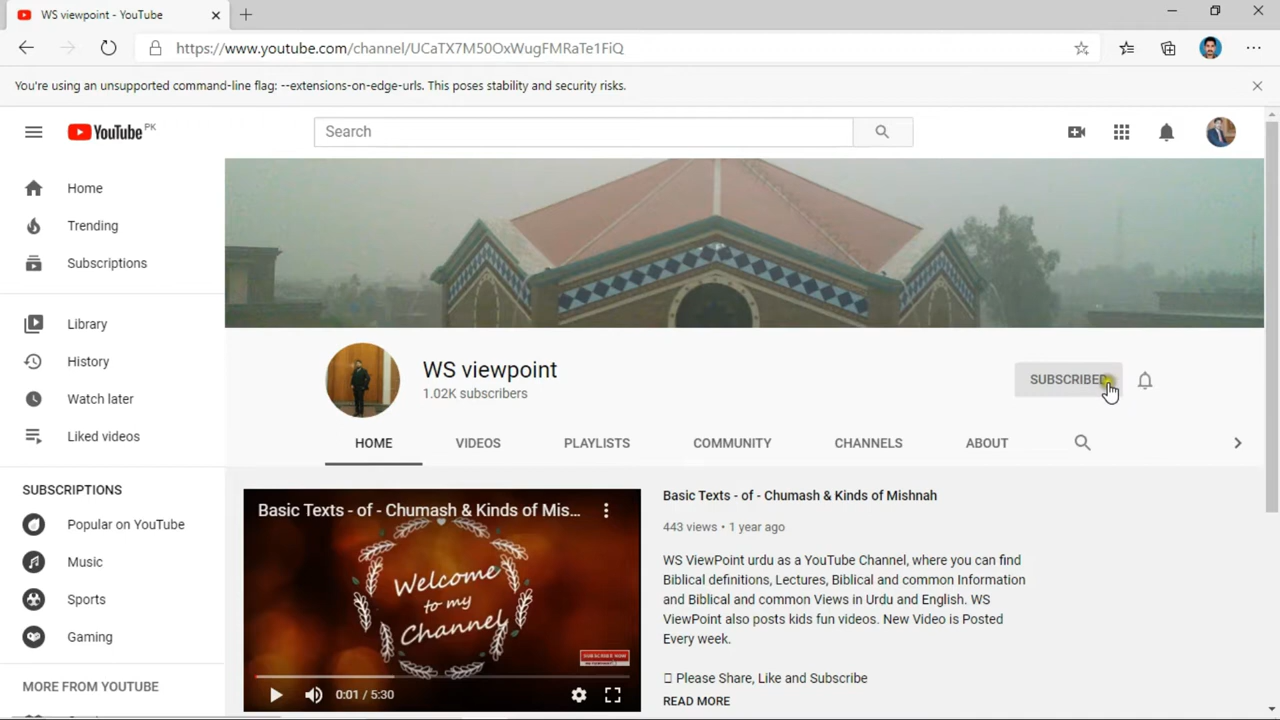 WS viewpoint - YouTube
https://www.youtube.com/channel/UCaTX7M50OxWugFMRaTe1FiQ
You're using an unsupported command-line flag: --extensions-on-edge-urls. This poses stability and security risks.
YouTube PK
Search
Home
Trending
Subscriptions
Library
History
Watch later
Liked videos
SUBSCRIPTIONS
Popular on YouTube
Music
Sports
Gaming
MORE FROM YOUTUBE
WS viewpoint
1.02K subscribers
SUBSCRIBED
HOME VIDEOS PLAYLISTS COMMUNITY CHANNELS ABOUT
Basic Texts - of - Chumash & Kinds of Mis...
Welcome
to my
Channel
SUBSCRIBE NOW
0:01 / 5:30
Basic Texts - of - Chumash & Kinds of Mishnah
443 views • 1 year ago
WS ViewPoint urdu as a YouTube Channel, where you can find
Biblical definitions, Lectures, Biblical and common Information
and Biblical and common Views in Urdu and English. WS
ViewPoint also posts kids fun videos. New Video is Posted
Every week.
Please Share, Like and Subscribe
READ MORE